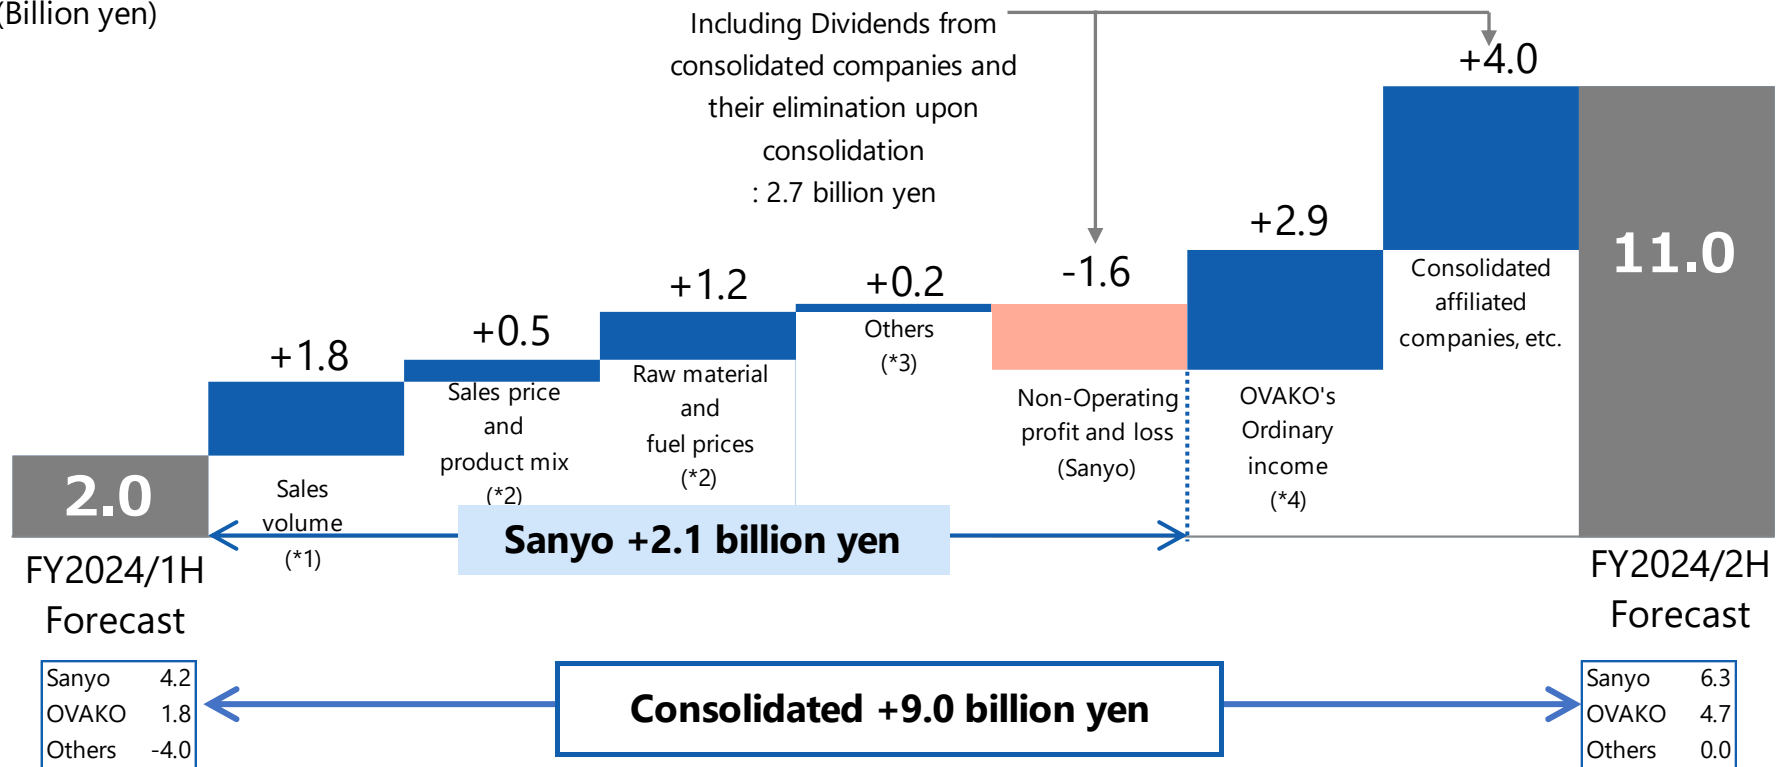 (Billion yen)
Including Dividends from
consolidated companies and
their elimination upon
consolidation
: 2.7 billion yen
+4.0
+2.9
-1.6
+0.2
+1.2
+0.5
+1.8
2.0
11.0
Sales
volume
(*1)
Sales price
and
product mix
(*2)
Raw material
and
fuel prices
(*2)
Others
(*3)
Non-Operating
profit and loss
(Sanyo)
OVAKO's
Ordinary
income
(*4)
Consolidated
affiliated
companies, etc.
Sanyo +2.1 billion yen
FY2024/1H
Forecast
FY2024/2H
Forecast
Sanyo 4.2
OVAKO 1.8
Others -4.0
Consolidated +9.0 billion yen
Sanyo 6.3
OVAKO 4.7
Others 0.0